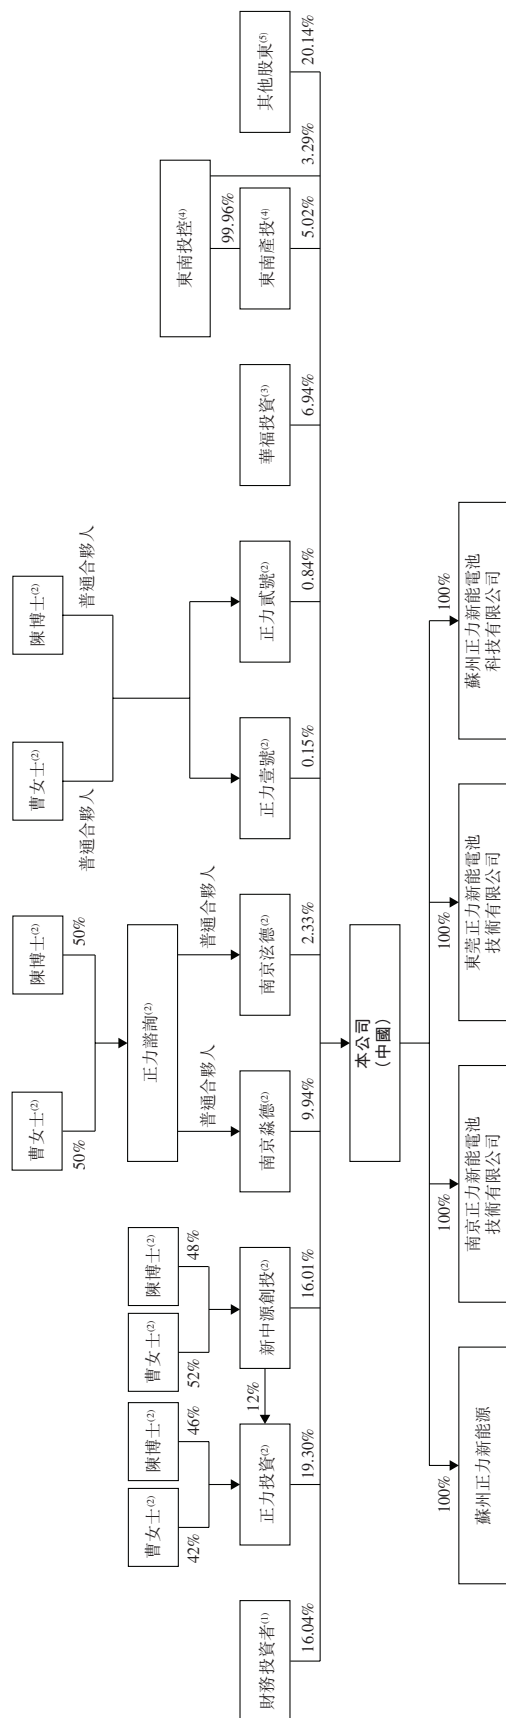 曹女士(2)
陳博士(2)
曹女士(2)
陳博士(2)
42%
46%
52%
48%
曹女士(2)
陳博士(2)
50%
50%
曹女士(2)
陳博士(2)
普通合夥人
普通合夥人
正力諮詢(2)
普通合夥人
普通合夥人
東南投控(4)
99.96%
財務投資者(1)
正力投資(2)
12%
新中源創投(2)
南京淼德(2)
南京泫德(2)
正力壹號(2)
正力貳號(2)
華福投資(3)
東南產投(4)
其他股東(5)
16.04%
19.30%
16.01%
9.94%
2.33%
0.15%
0.84%
6.94%
5.02%
3.29%
20.14%
本公司
(中國)
100%
100%
100%
100%
蘇州正力新能源
南京正力新能電池
技術有限公司
東莞正力新能電池
技術有限公司
蘇州正力新能電池
科技有限公司